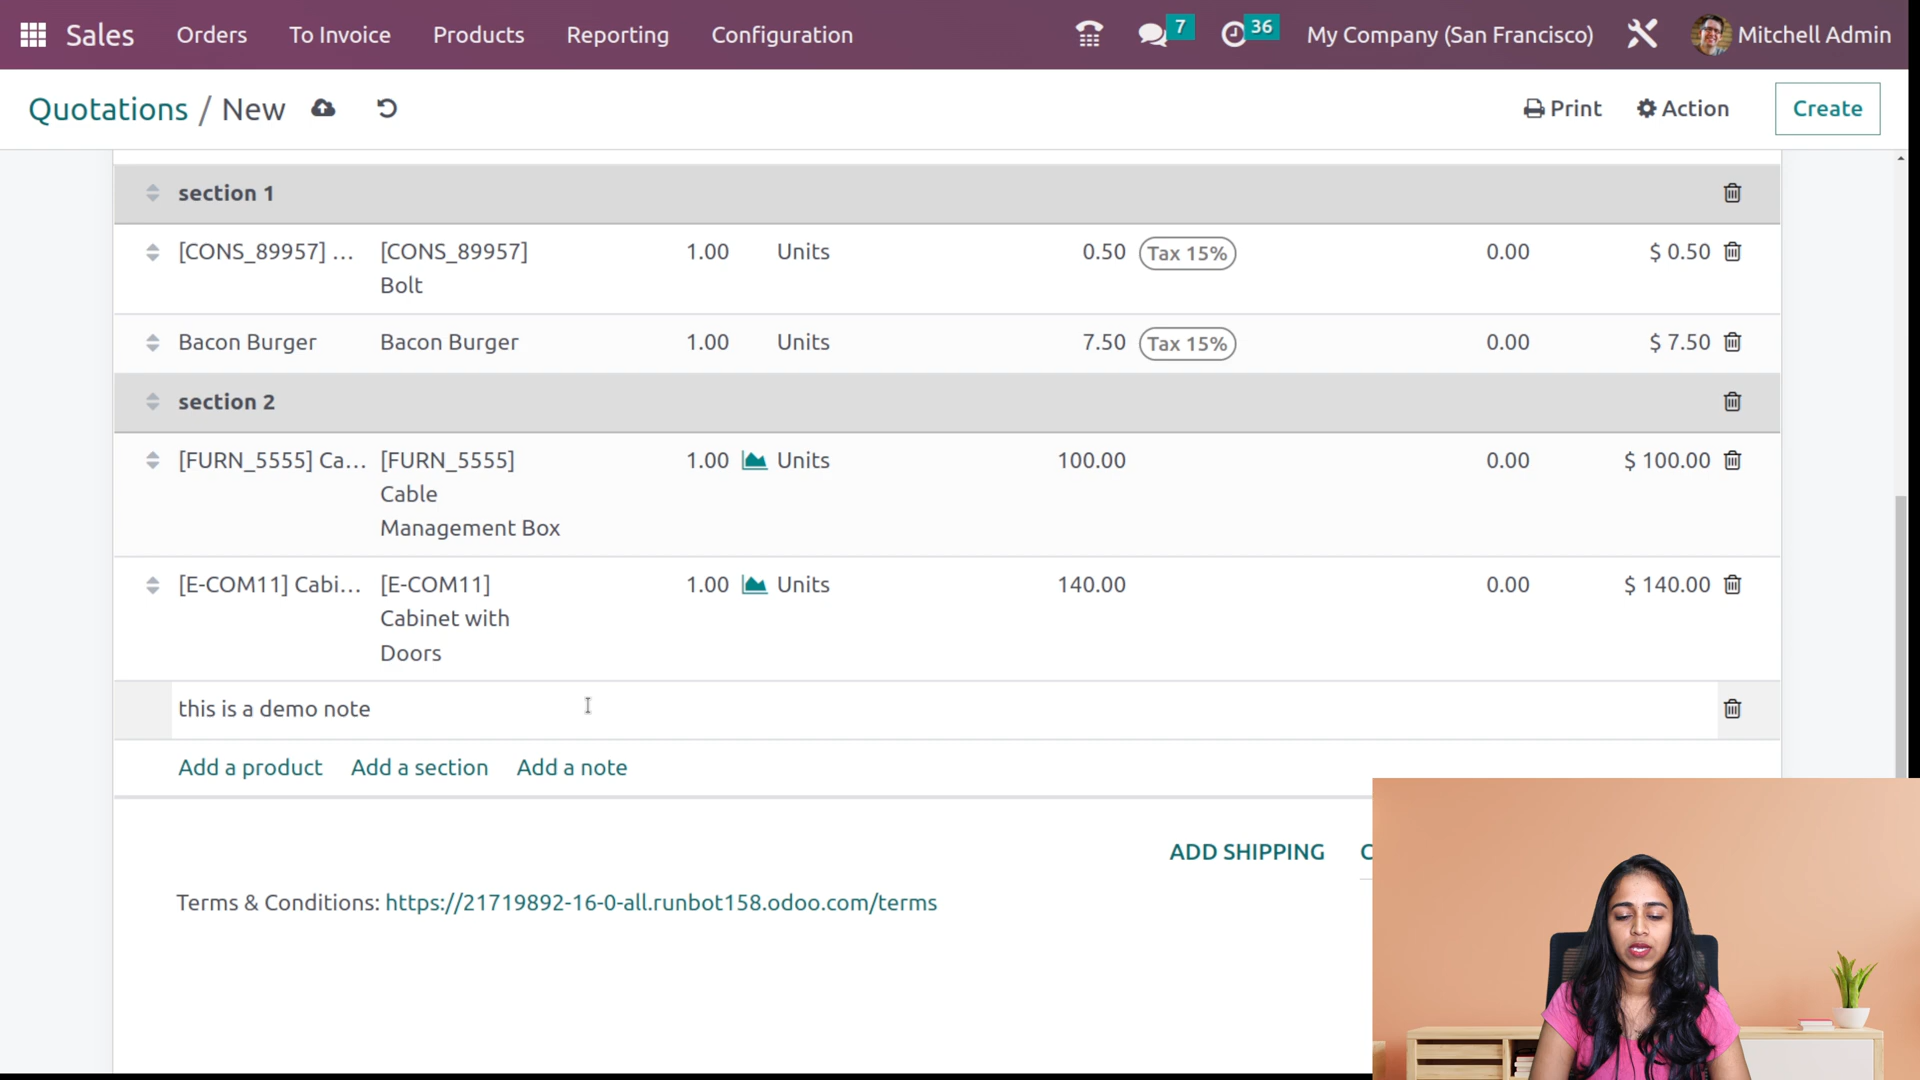 Sales Orders To Invoice Products Reporting Configuration 7 36 My Company (San Francisco) Mitchell Admin
Quotations / New Print Action Create
section 1
[CONS_89957] ... [CONS_89957] 1.00 Units 0.50 Tax 15% 0.00 $ 0.50
Bolt
Bacon Burger Bacon Burger 1.00 Units 7.50 Tax 15% 0.00 $ 7.50
section 2
[FURN_5555] Ca... [FURN_5555] 1.00 Units 100.00 0.00 $ 100.00
Cable
Management Box
[E-COM11] Cabi... [E-COM11] 1.00 Units 140.00 0.00 $ 140.00
Cabinet with
Doors
this is a demo note
Add a product Add a section Add a note
ADD SHIPPING C
Terms & Conditions: https://21719892-16-0-all.runbot158.odoo.com/terms